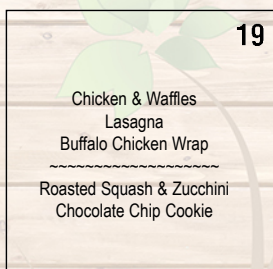 19
Chicken & Waffles
Lasagna
Buffalo Chicken Wrap
~~~~~~~~~~~~~~~~~~~
Roasted Squash & Zucchini
Chocolate Chip Cookie